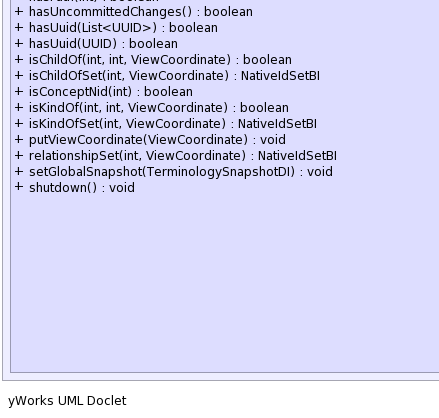 + hasUncommittedChanges() : boolean
+ hasUuid(List<UUID>) : boolean
+ hasUuid(UUID) : boolean
+ isChildOf(int, int, ViewCoordinate) : boolean
+ isChildOfSet(int, ViewCoordinate) : NativeIdSetBI
+ isConceptNid(int) : boolean
+ isKindOf(int, int, ViewCoordinate) : boolean
+ isKindOfSet(int, ViewCoordinate) : NativeIdSetBI
+ putViewCoordinate(ViewCoordinate) : void
+ relationshipSet(int, ViewCoordinate) : NativeIdSetBI
+ setGlobalSnapshot(TerminologySnapshotDI) : void
+ shutdown() : void
yWorks UML Doclet